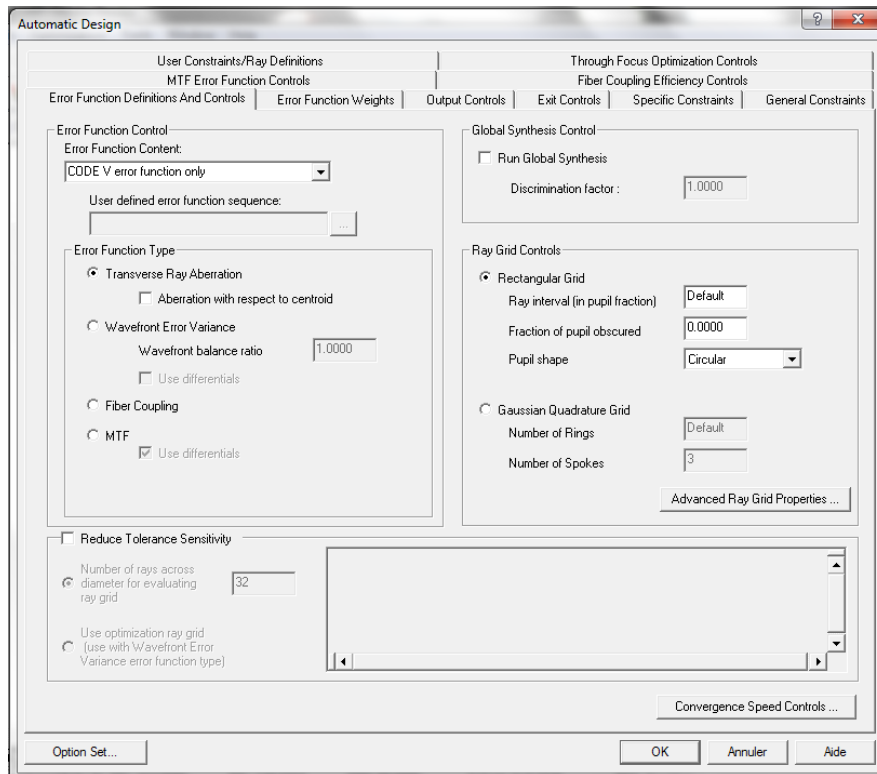 Automatic Design
User Constraints/Ray Definitions
Through Focus Optimization Controls
MTF Error Function Controls
Fiber Coupling Efficiency Controls
Error Function Definitions And Controls
Error Function Weights
Output Controls
Exit Controls
Specific Constraints
General Constraints
Error Function Control
Error Function Content:
CODE V error function only
User defined error function sequence:
...
Error Function Type
Transverse Ray Aberration
Aberration with respect to centroid
Wavefront Error Variance
Wavefront balance ratio
1.0000
Use differentials
Fiber Coupling
MTF
Use differentials
Global Synthesis Control
Run Global Synthesis
Discrimination factor :
1.0000
Ray Grid Controls
Rectangular Grid
Ray interval (in pupil fraction)
Default
Fraction of pupil obscured
0.0000
Pupil shape
Circular
Gaussian Quadrature Grid
Number of Rings
Default
Number of Spokes
3
Advanced Ray Grid Properties ...
Reduce Tolerance Sensitivity
Number of rays across
diameter for evaluating
ray grid
32
Use optimization ray grid
(use with Wavefront Error
Variance error function type)
Convergence Speed Controls ...
Option Set...
OK
Annuler
Aide